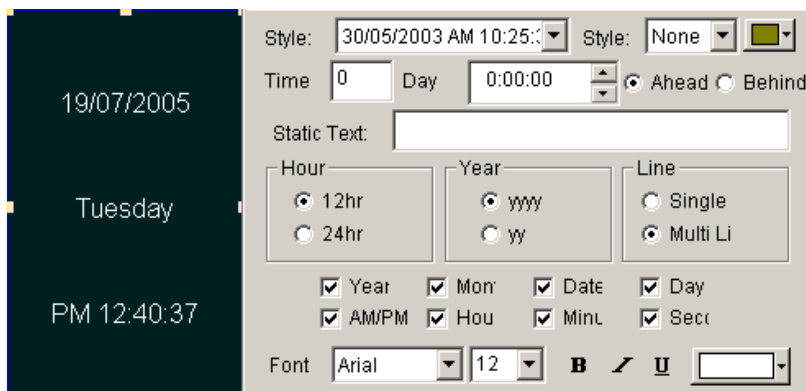 19/07/2005
Tuesday
PM 12:40:37
Style: 30/05/2003 AM 10:25: Style: None
Time 0 Day 0:00:00 Ahead Behind
Static Text:
Hour Year Line
12hr yyyy Single
24hr yy Multi Li
Year Mon Date Day
AM/PM Hou Minu Sec
Font Arial 12 B I U